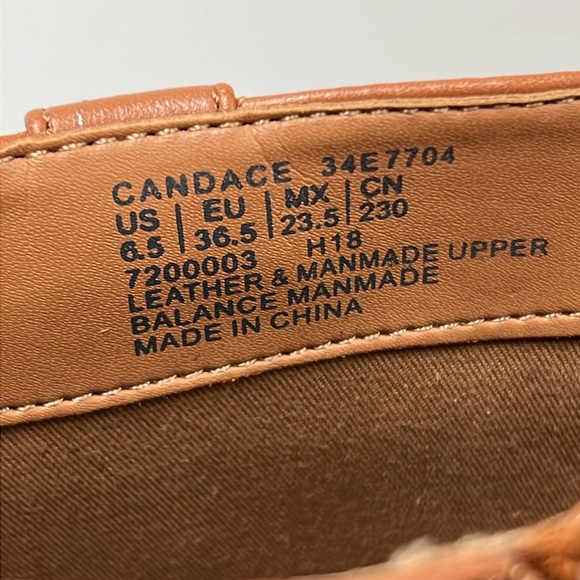 CANDACE 34E7704
US | EU | MX | CN
6.5 | 36.5 | 23.5 | 230
7200003 H18
LEATHER & MANMADE UPPER
BALANCE MANMADE
MADE IN CHINA